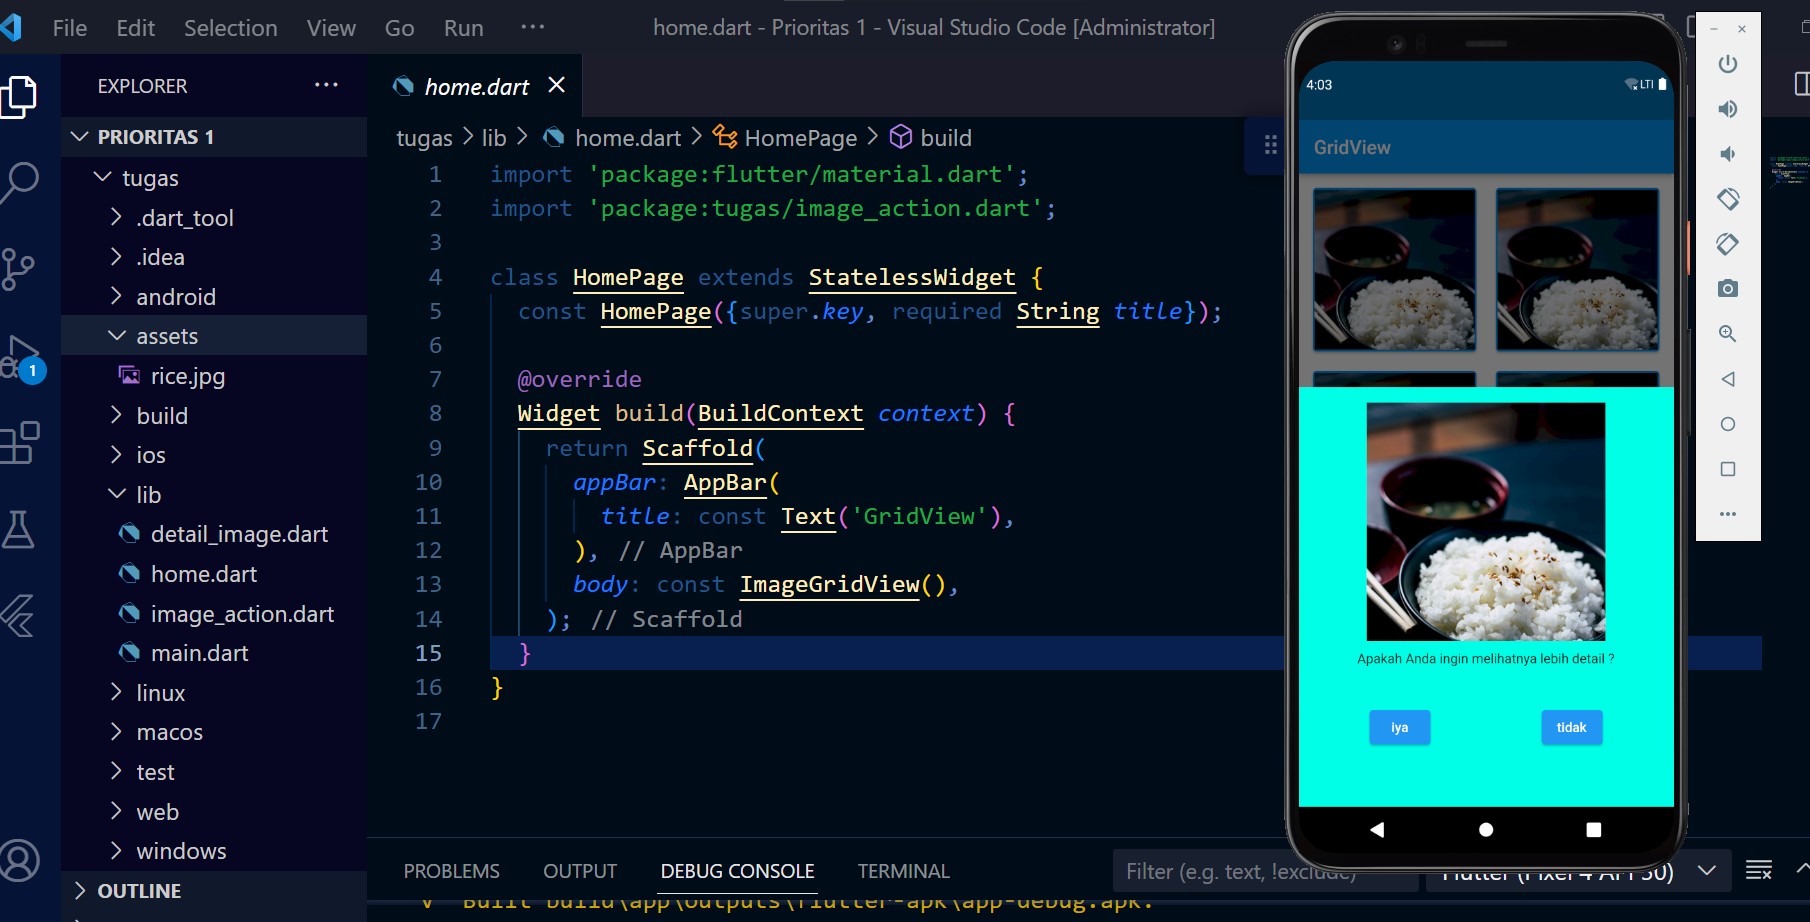 File Edit Selection View Go Run ···
home.dart - Prioritas 1 - Visual Studio Code [Administrator]
EXPLORER
PRIORITAS 1
tugas
.dart_tool
.idea
android
assets
rice.jpg
build
ios
lib
detail_image.dart
home.dart
image_action.dart
main.dart
linux
macos
test
web
windows
OUTLINE
1
home.dart
tugas > lib > home.dart > HomePage > build
1 import 'package:flutter/material.dart';
2 import 'package:tugas/image_action.dart';
3
4 class HomePage extends StatelessWidget {
5 const HomePage({super.key, required String title});
6
7 @override
8 Widget build(BuildContext context) {
9 return Scaffold(
10 appBar: AppBar(
11 title: const Text('GridView'),
12 ), // AppBar
13 body: const ImageGridView(),
14 ); // Scaffold
15 }
16 }
17
PROBLEMS OUTPUT DEBUG CONSOLE TERMINAL
Filter (e.g. text, !exclude)
Flutter (Pixel 4 API 30)
√ Built build\app\outputs\flutter-apk\app-debug.apk.
4:03
LTE
GridView
Apakah Anda ingin melihatnya lebih detail ?
iya
tidak